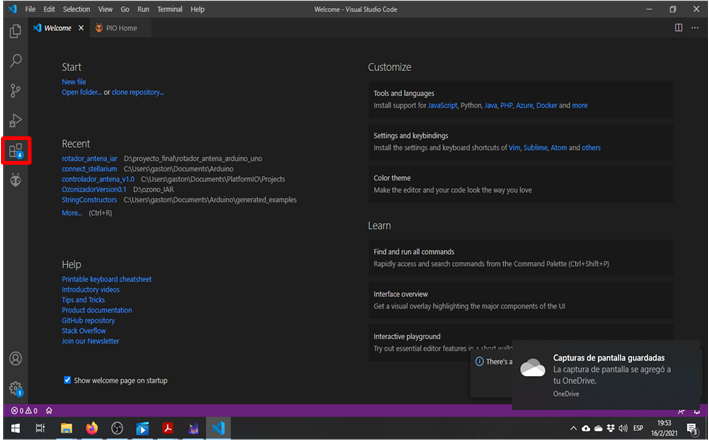 File Edit Selection View Go Run Terminal Help
Welcome - Visual Studio Code
Welcome
PIO Home
Start
New file
Open folder... or clone repository...
Recent
rotador_antena_iar D:\proyecto_final\rotador_antena_arduino_uno
connect_stellarium C:\Users\gaston\Documents\Arduino
controlador_antena_v1.0 C:\Users\gaston\Documents\PlatformIO\Projects
OzonizadorVersion0.1 D:\ozono_IAR
StringConstructors C:\Users\gaston\Documents\Arduino\generated_examples
More... (Ctrl+R)
Help
Printable keyboard cheatsheet
Introductory videos
Tips and Tricks
Product documentation
GitHub repository
Stack Overflow
Join our Newsletter
Show welcome page on startup
Customize
Tools and languages
Install support for JavaScript, Python, Java, PHP, Azure, Docker and more
Settings and keybindings
Install the settings and keyboard shortcuts of Vim, Sublime, Atom and others
Color theme
Make the editor and your code look the way you love
Learn
Find and run all commands
Rapidly access and search commands from the Command Palette (Ctrl+Shift+P)
Interface overview
Get a visual overlay highlighting the major components of the UI
Interactive playground
Try out essential editor features in a short walk
There's a
Capturas de pantalla guardadas
La captura de pantalla se agregó a
tu OneDrive.
OneDrive
4
1
0 0
ESP
19:53
16/2/2021
3